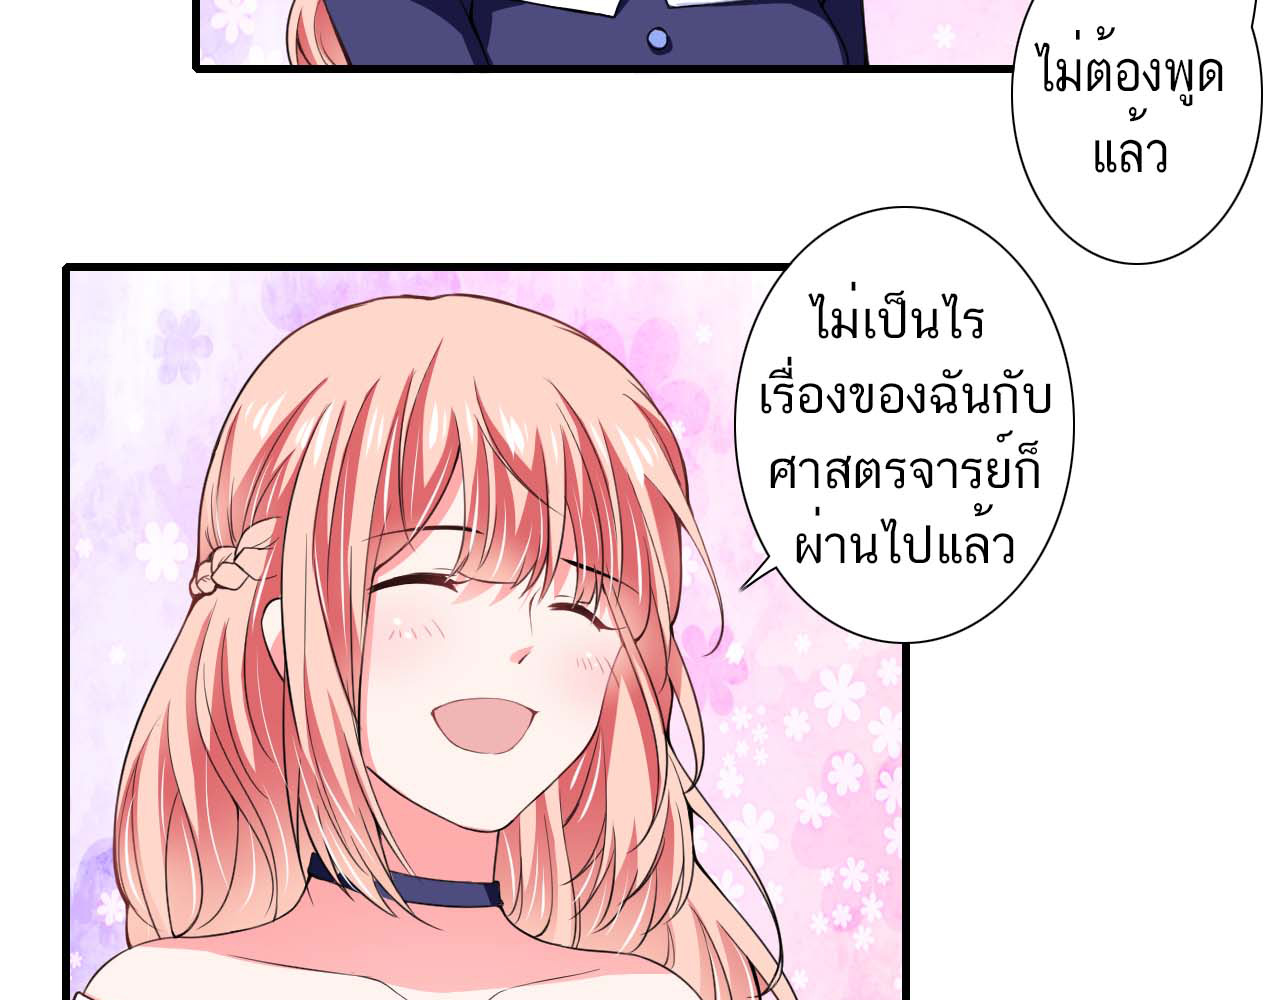 ไม่ต้องพูด
แล้ว
ไม่เป็นไร
เรื่องของฉันกับ
ศาสตรจารย์ก็
ผ่านไปแล้ว